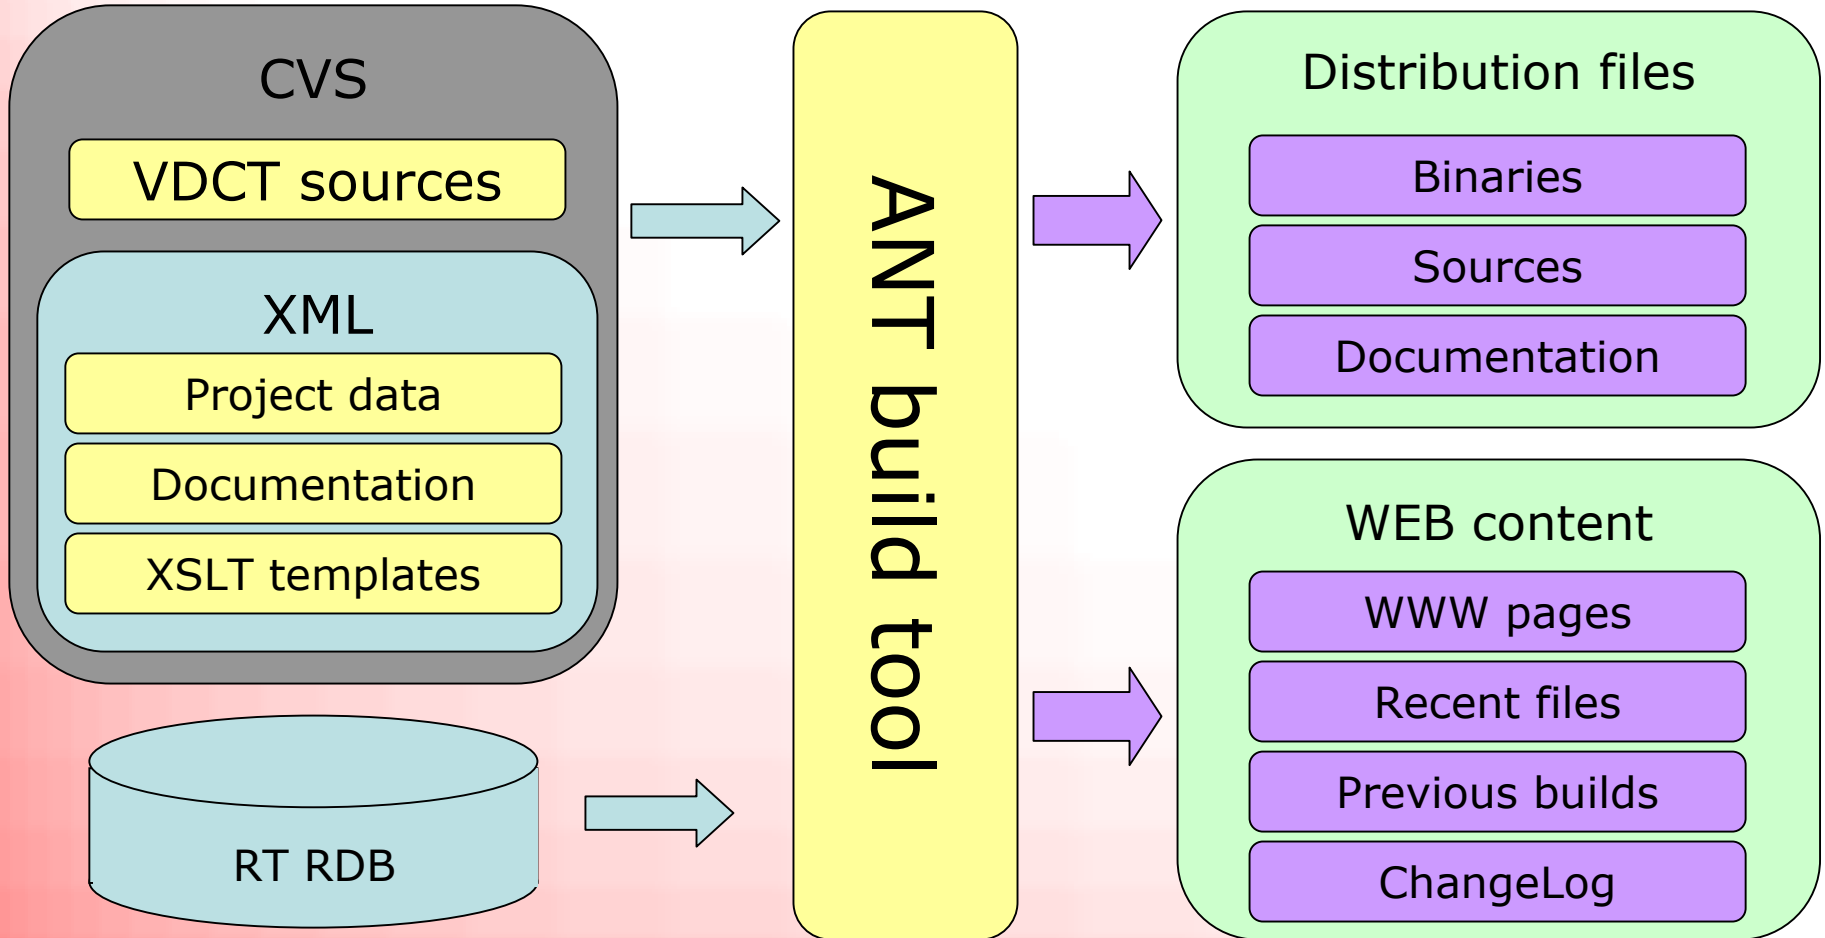 CVS
VDCT sources
XML
Project data
Documentation
XSLT templates
RT RDB
ANT build tool
Distribution files
Binaries
Sources
Documentation
WEB content
WWW pages
Recent files
Previous builds
ChangeLog